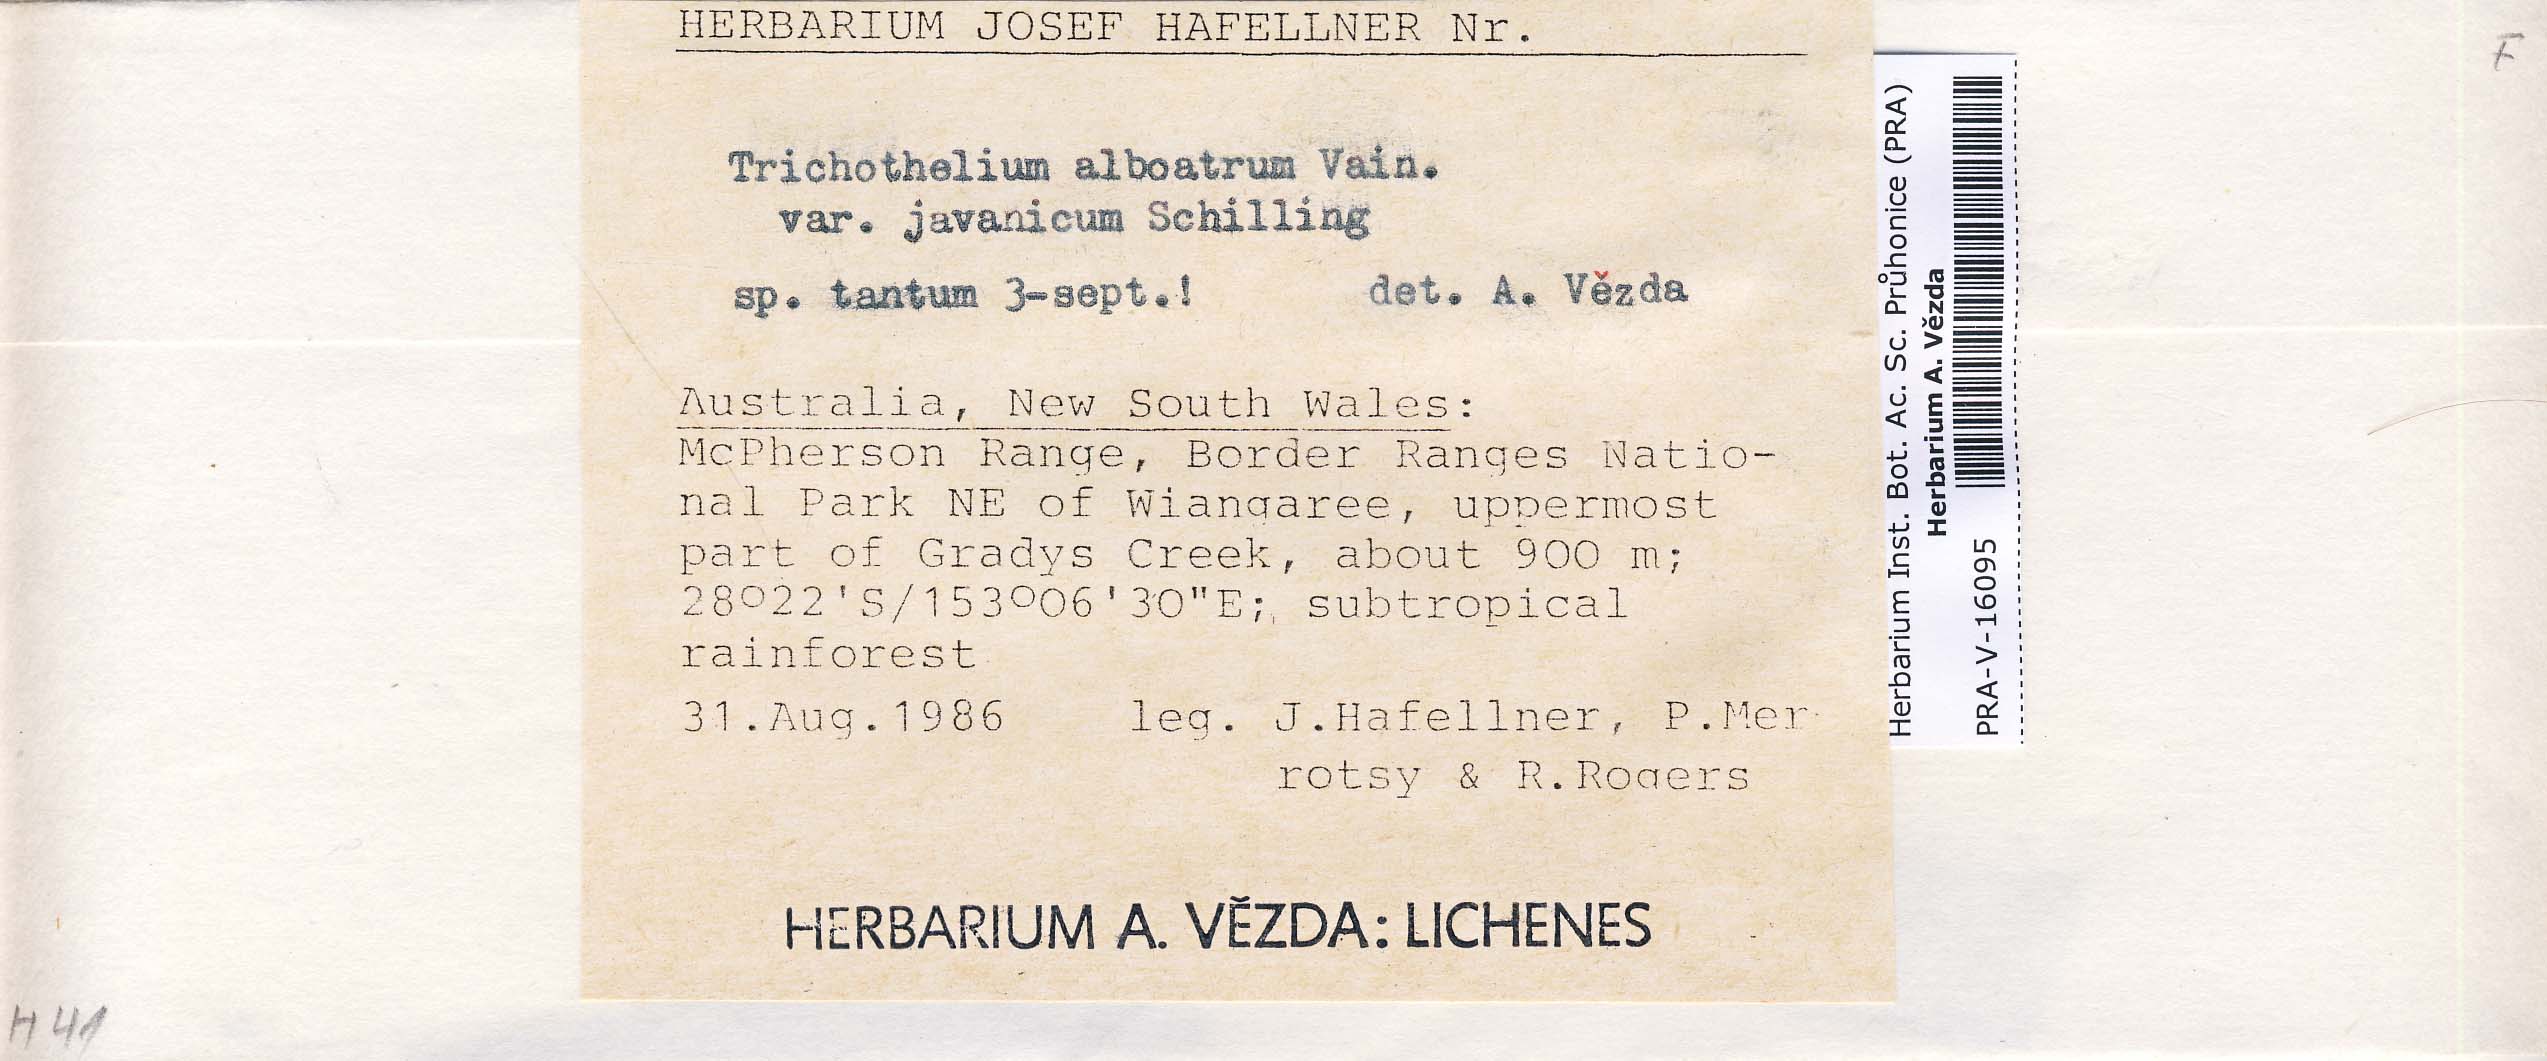 HERBARIUM JOSEF HAFELLNER Nr.
Trichothelium alboatrum Vain.
var. javanicum Schilling
sp. tantum 3-sept.!
det. A. Vězda
Australia, New South Wales:
McPherson Range, Border Ranges Natio-
nal Park NE of Wiangaree, uppermost
part of Gradys Creek, about 900 m;
28°22'S/153°06'30"E; subtropical
rainforest
31.Aug.1986 leg. J.Hafellner, P.Mer-
rotsy & R.Rogers
HERBARIUM A. VĚZDA: LICHENES
Herbarium Inst. Bot. Ac. Sc. Průhonice (PRA)
Herbarium A. Vězda
PRA-V-16095
F
H 41